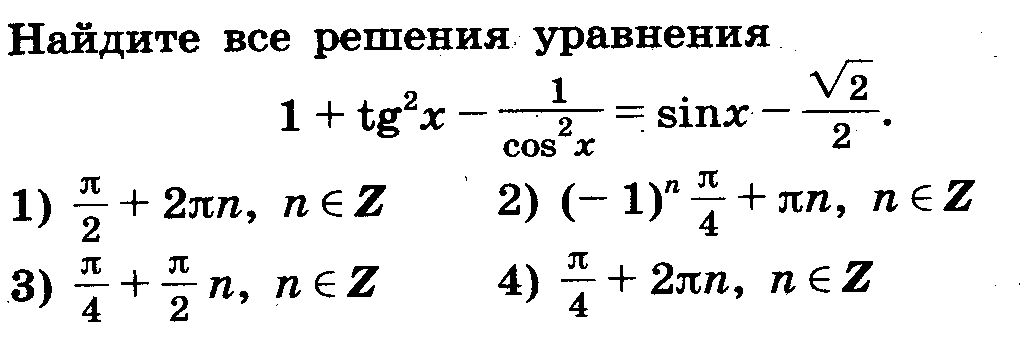 Найдите все решения уравнения
1 + tg²x − 1/cos²x = sinx − √2/2.
1) π/2 + 2πn, n ∈ Z 2) (− 1)ⁿ π/4 + πn, n ∈ Z
3) π/4 + π/2 n, n ∈ Z 4) π/4 + 2πn, n ∈ Z